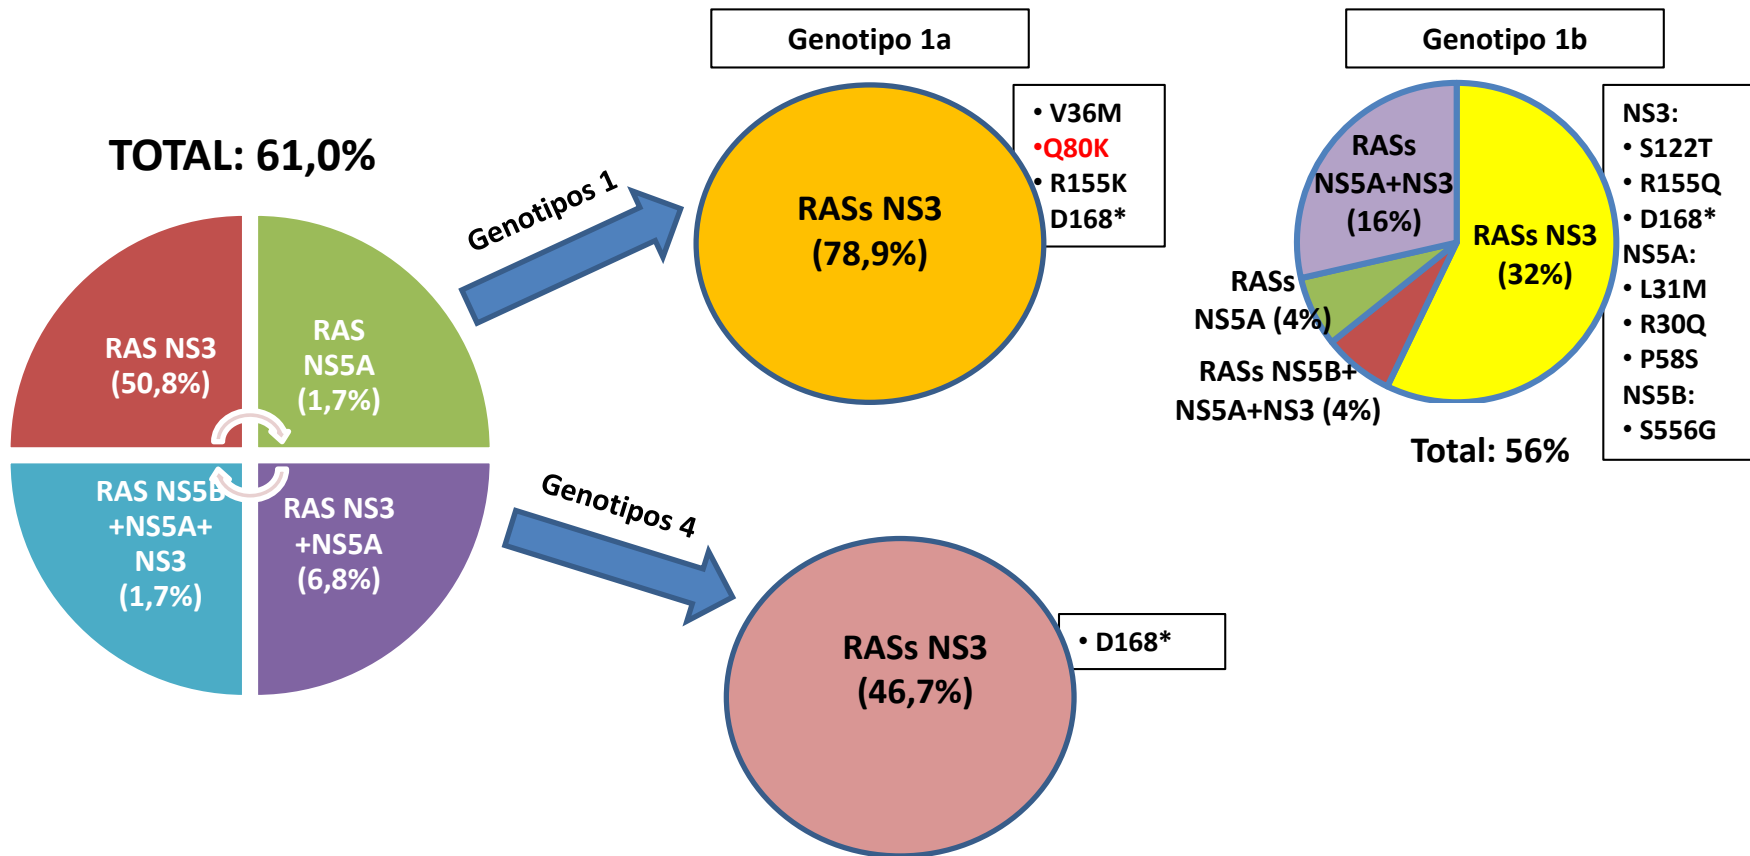 TOTAL: 61,0%
RAS NS3
(50,8%)
RAS
NS5A
(1,7%)
RAS NS5B
+NS5A+
NS3
(1,7%)
RAS NS3
+NS5A
(6,8%)
Genotipos 1
Genotipos 4
Genotipo 1a
RASs NS3
(78,9%)
• V36M
•Q80K
• R155K
D168*
Genotipo 1b
RASs
NS5A+NS3
(16%)
RASs NS3
(32%)
RASs
NS5A (4%)
RASs NS5B+
NS5A+NS3 (4%)
Total: 56%
NS3:
• S122T
• R155Q
• D168*
NS5A:
• L31M
• R30Q
• P58S
NS5B:
• S556G
RASs NS3
(46,7%)
• D168*